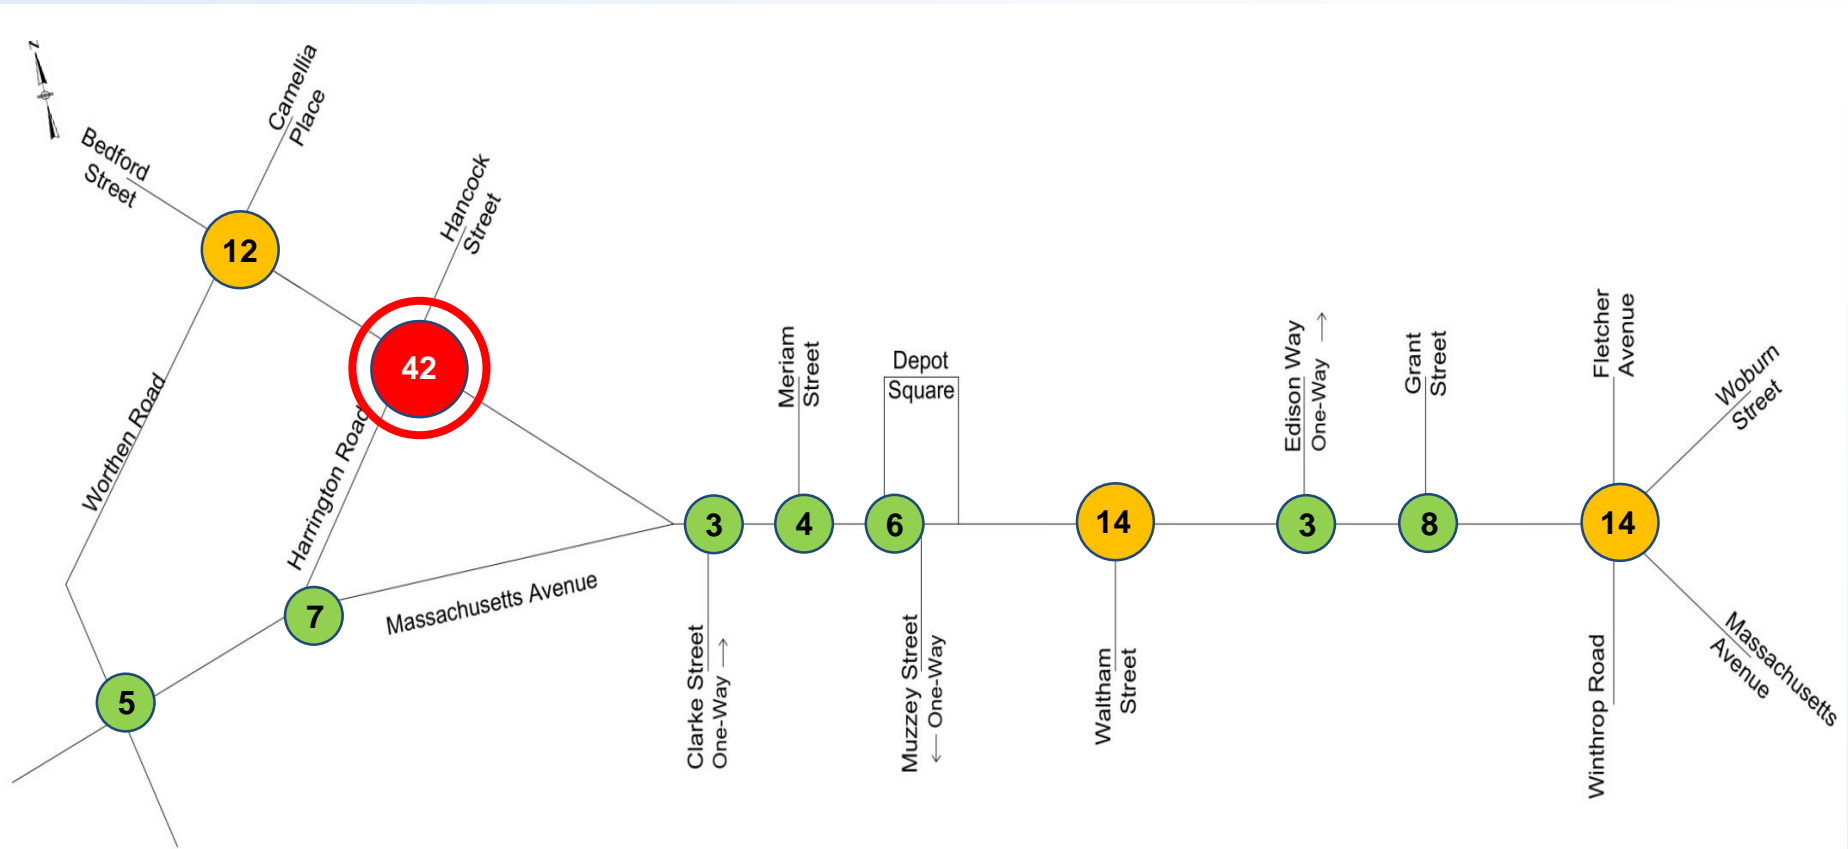 N
Camellia
Place
Bedford
Street
Hancock
Street
12
42
Worthen Road
Harrington Road
7
5
Massachusetts Avenue
Meriam
Street
Depot
Square
Edison Way
One-Way →
Grant
Street
Fletcher
Avenue
Woburn
Street
3
4
6
14
3
8
14
Clarke Street
One-Way →
Muzzey Street
← One-Way
Waltham
Street
Winthrop Road
Massachusetts
Avenue